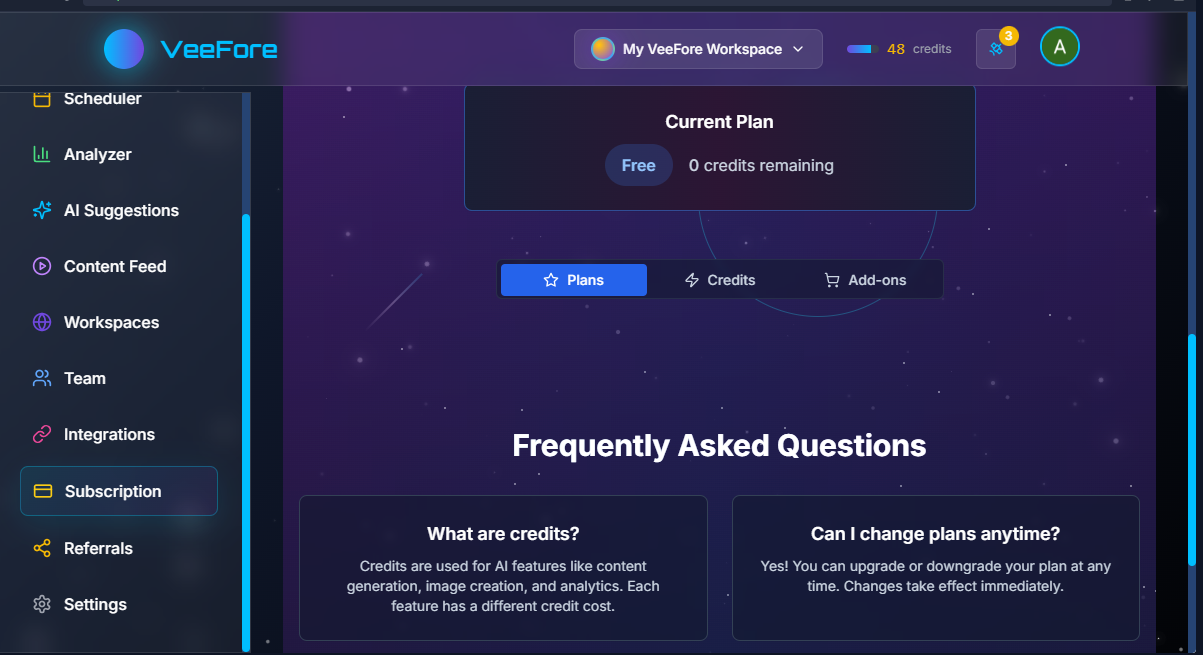 VeeFore
My VeeFore Workspace
48 credits
3
A
Scheduler
Analyzer
AI Suggestions
Content Feed
Workspaces
Team
Integrations
Subscription
Referrals
Settings
Current Plan
Free
0 credits remaining
Plans
Credits
Add-ons
Frequently Asked Questions
What are credits?
Credits are used for AI features like content
generation, image creation, and analytics. Each
feature has a different credit cost.
Can I change plans anytime?
Yes! You can upgrade or downgrade your plan at any
time. Changes take effect immediately.